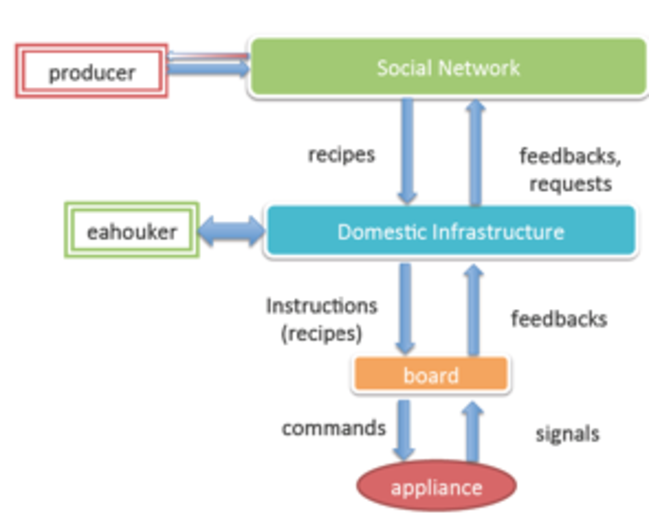 producer
Social Network
recipes
feedbacks,
requests
eahouker
Domestic Infrastructure
Instructions
(recipes)
feedbacks
board
commands
signals
appliance